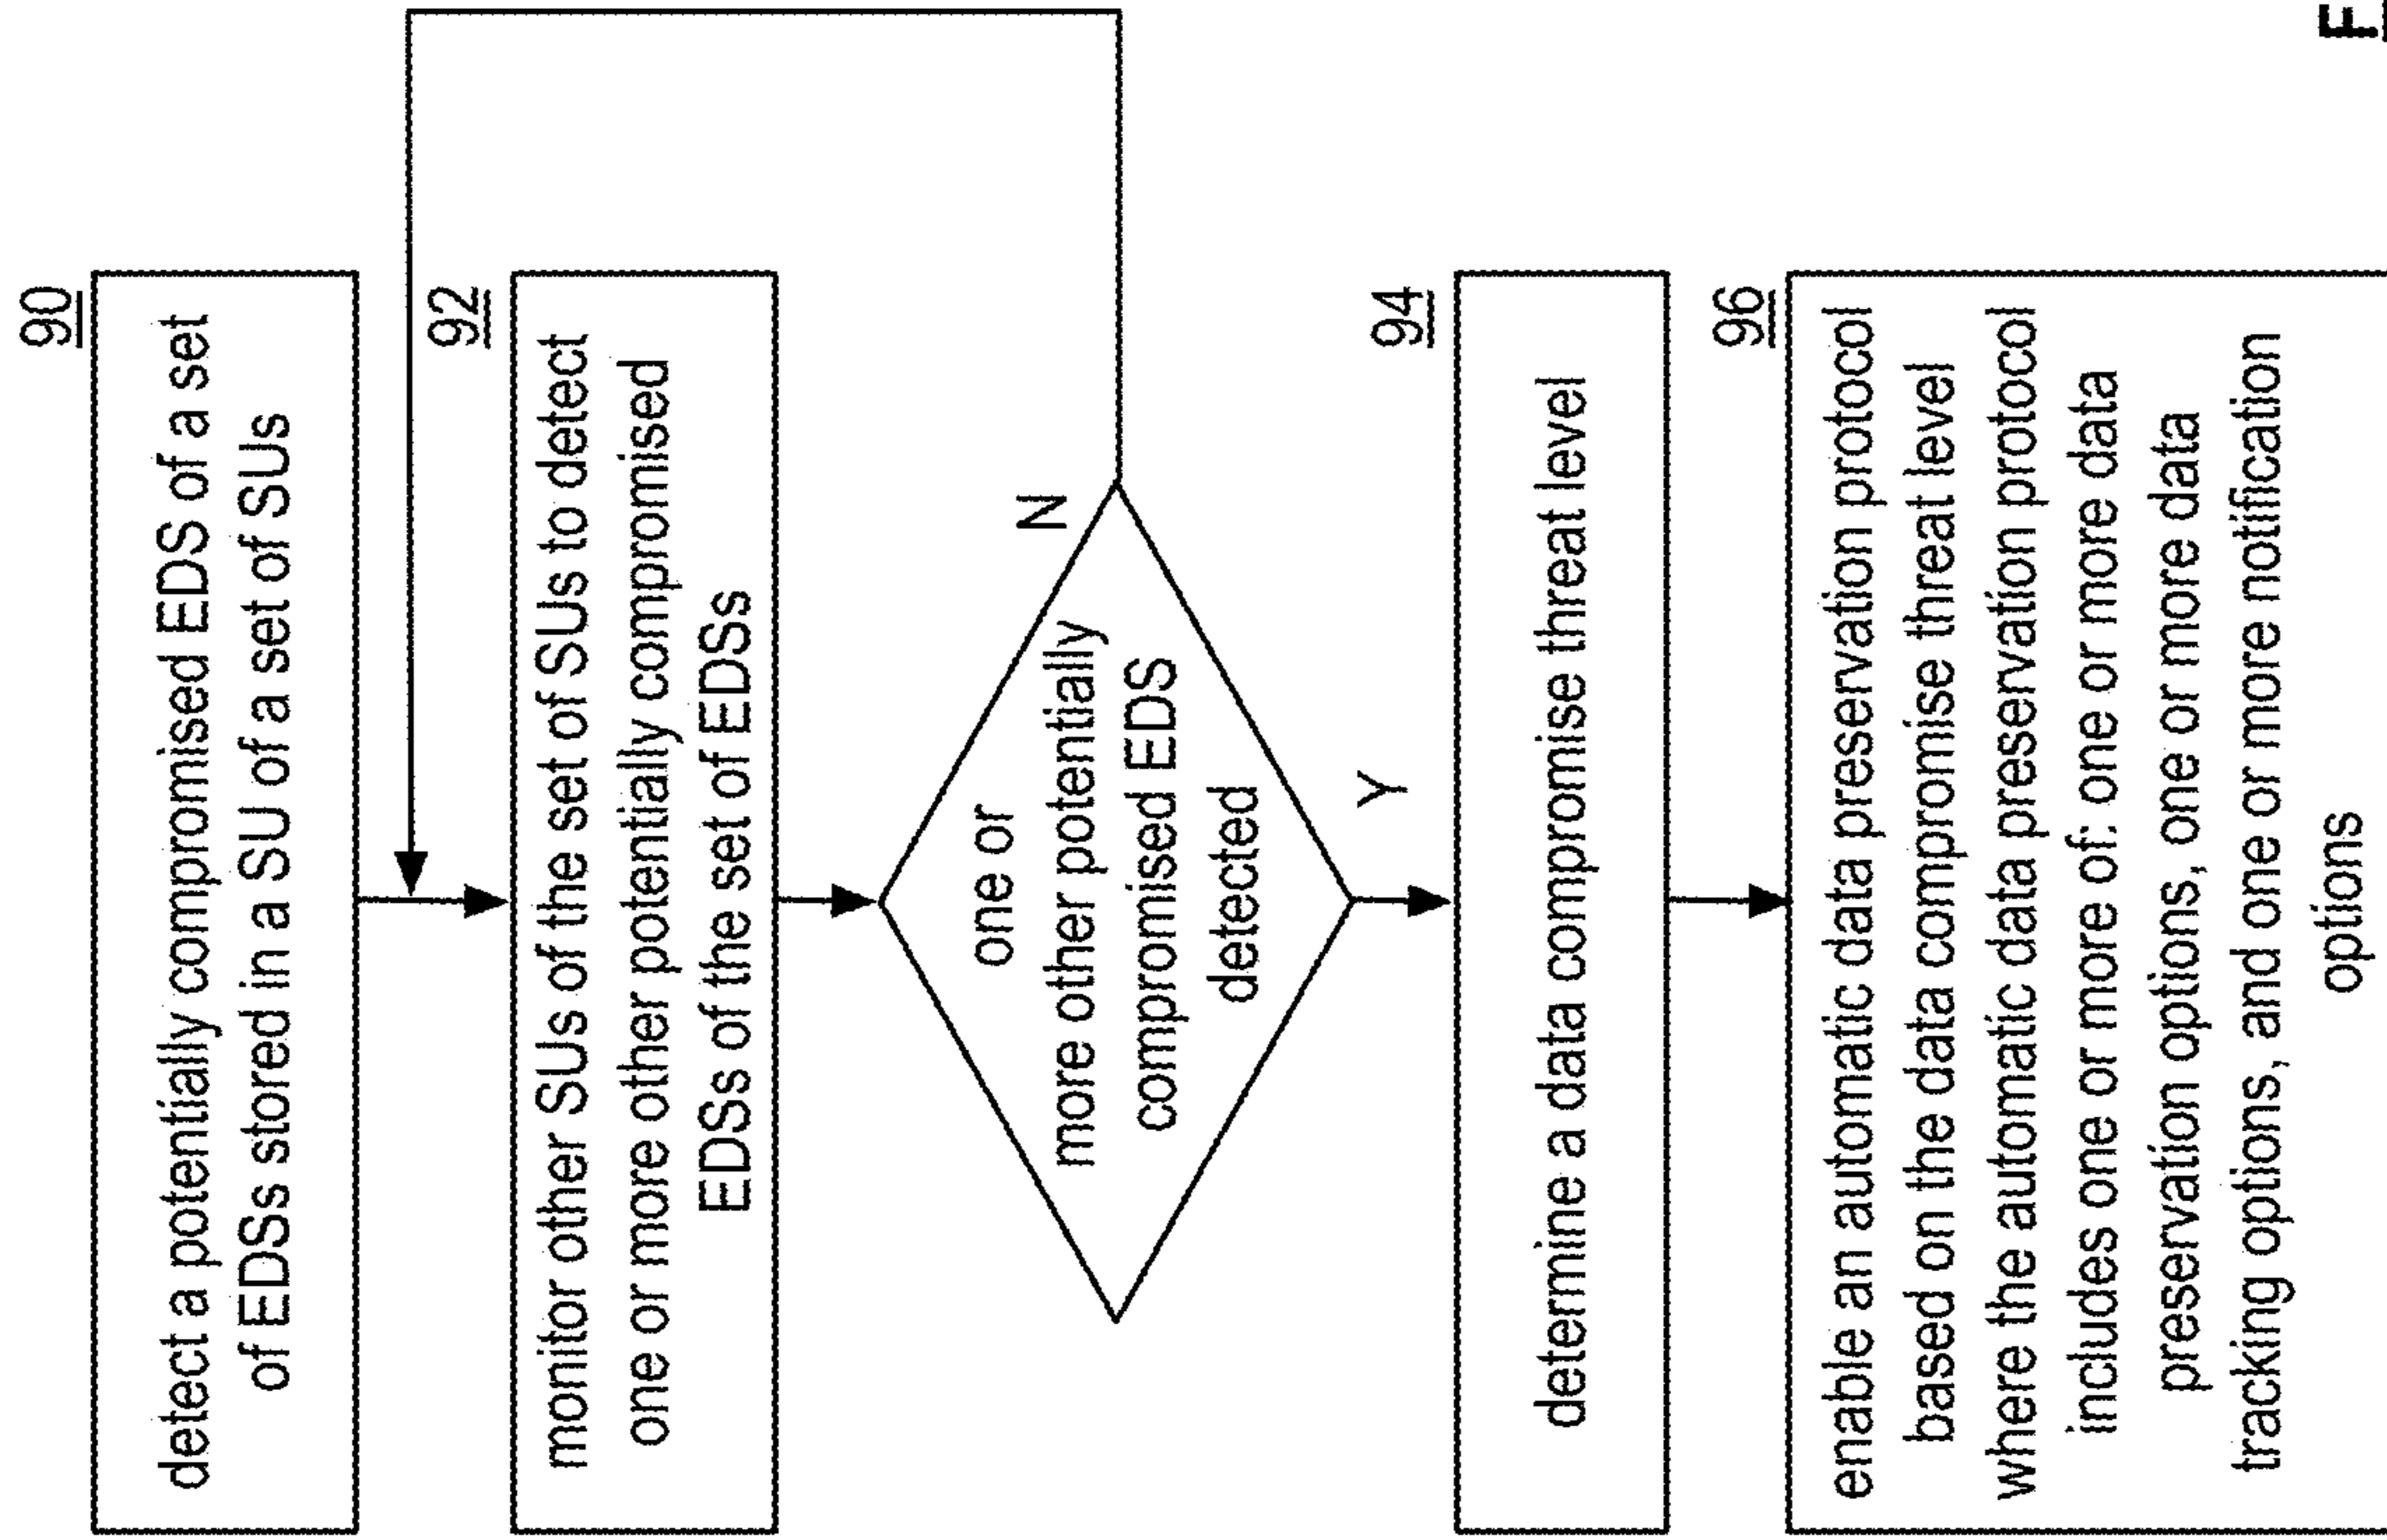 90
detect a potentially compromised EDS of a set
of EDSs stored in a SU of a set of SUs
92
monitor other SUs of the set of SUs to detect
one or more other potentially compromised
EDSs of the set of EDSs
one or
more other potentially
compromised EDS
detected
N
Y
94
determine a data compromise threat level
96
enable an automatic data preservation protocol
based on the data compromise threat level
where the automatic data preservation protocol
includes one or more of: one or more data
preservation options, one or more data
tracking options, and one or more notification
options